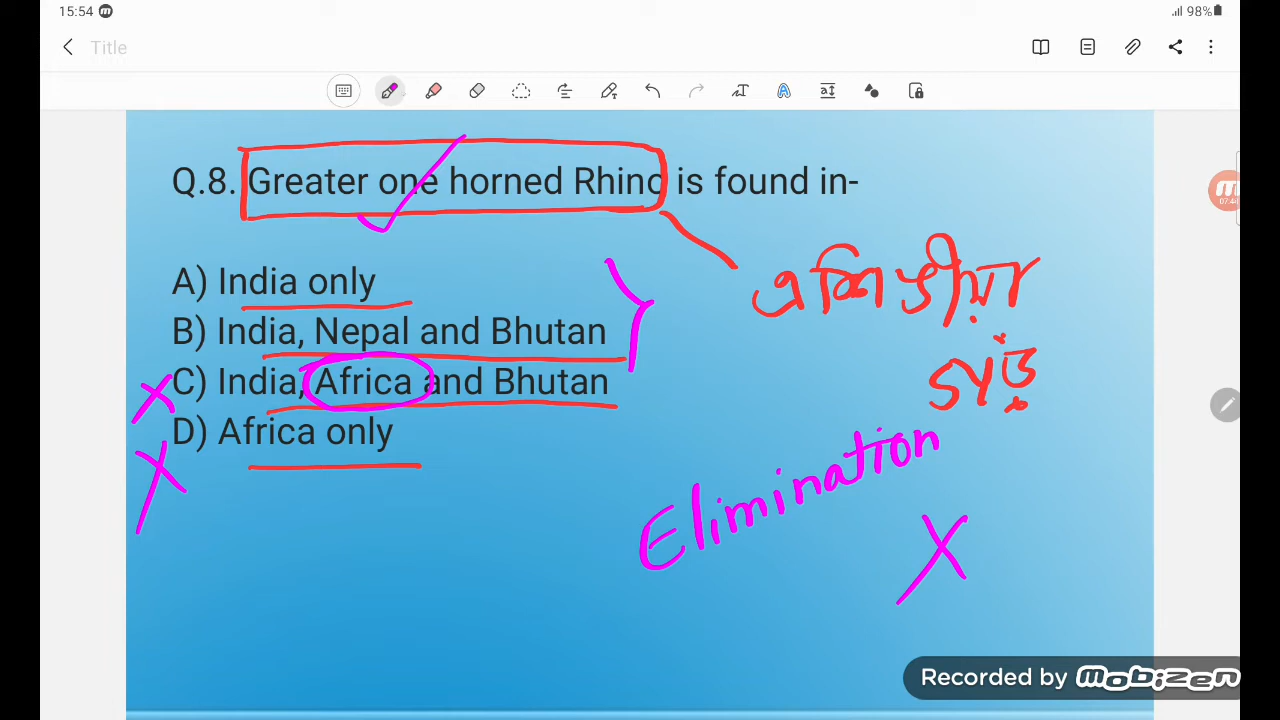 15:54 98%
Title
Q.8. Greater one horned Rhino is found in-
A) India only
B) India, Nepal and Bhutan
C) India, Africa and Bhutan
D) Africa only
Elimination
X
Recorded by mobizen